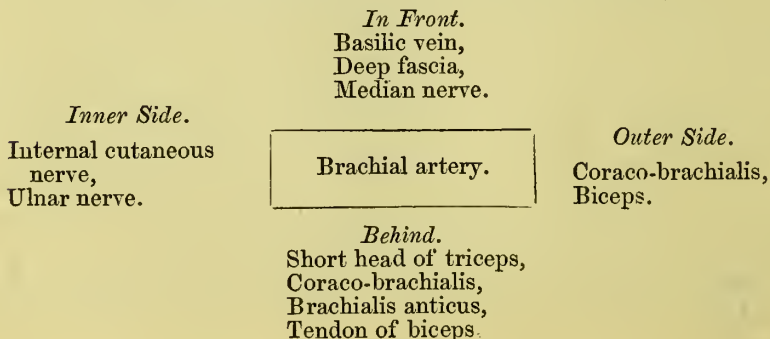 In Front.
Basilic vein,
Deep fascia,
Median nerve.
Inner Side.
Internal cutaneous
nerve,
Ulnar nerve.
Brachial artery.
Outer Side.
Coraco-brachialis,
Biceps.
Behind.
Short head of triceps,
Coraco-brachialis,
Brachialis anticus,
Tendon of biceps.